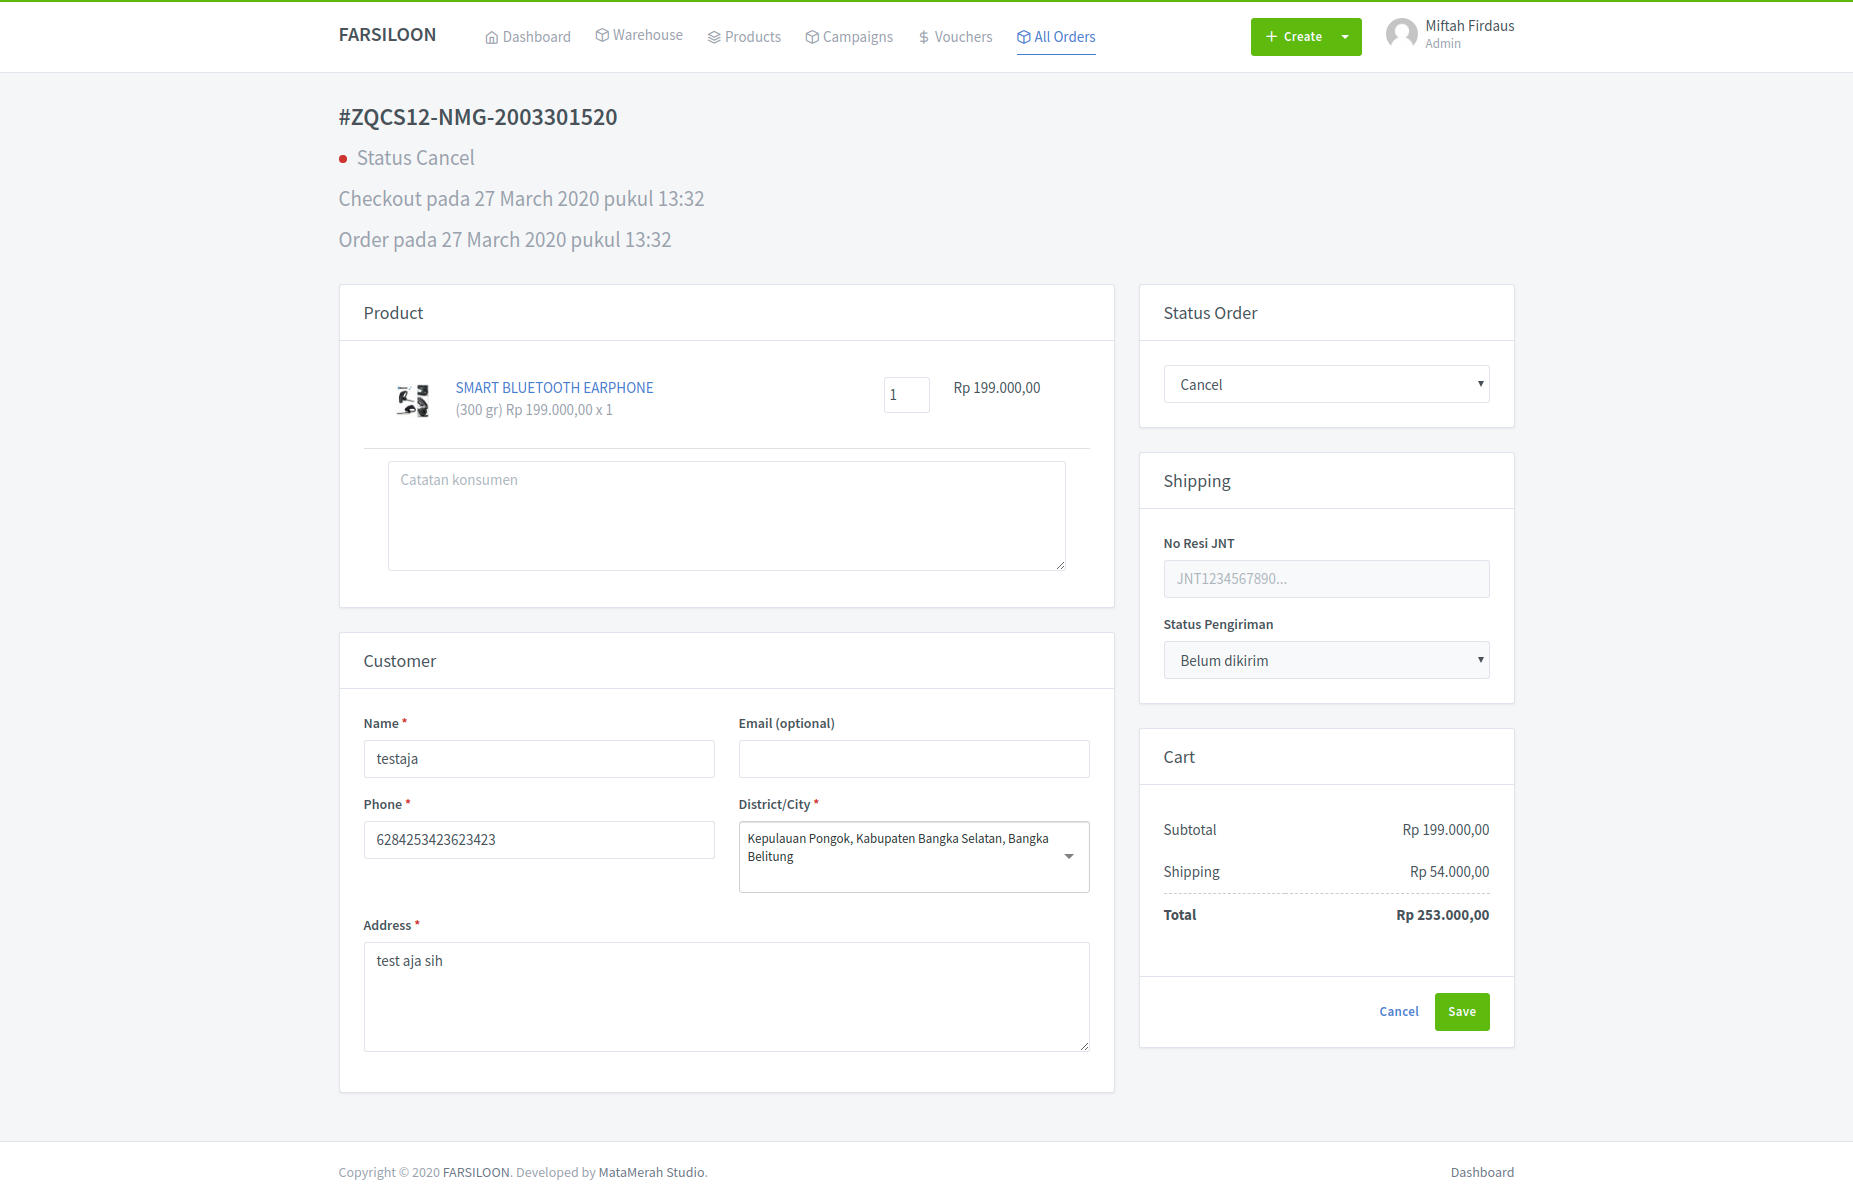 FARSILOON
Dashboard
Warehouse
Products
Campaigns
Vouchers
All Orders
Create
Miftah Firdaus
Admin
#ZQCS12-NMG-2003301520
Status Cancel
Checkout pada 27 March 2020 pukul 13:32
Order pada 27 March 2020 pukul 13:32
Product
SMART BLUETOOTH EARPHONE
(300 gr) Rp 199.000,00 x 1
1
Rp 199.000,00
Catatan konsumen
Customer
Name *
testaja
Email (optional)
Phone *
6284253423623423
District/City *
Kepulauan Pongok, Kabupaten Bangka Selatan, Bangka
Belitung
Address *
test aja sih
Status Order
Cancel
Shipping
No Resi JNT
JNT1234567890...
Status Pengiriman
Belum dikirim
Cart
Subtotal Rp 199.000,00
Shipping Rp 54.000,00
Total Rp 253.000,00
Cancel
Save
Copyright © 2020 FARSILOON. Developed by MataMerah Studio.
Dashboard